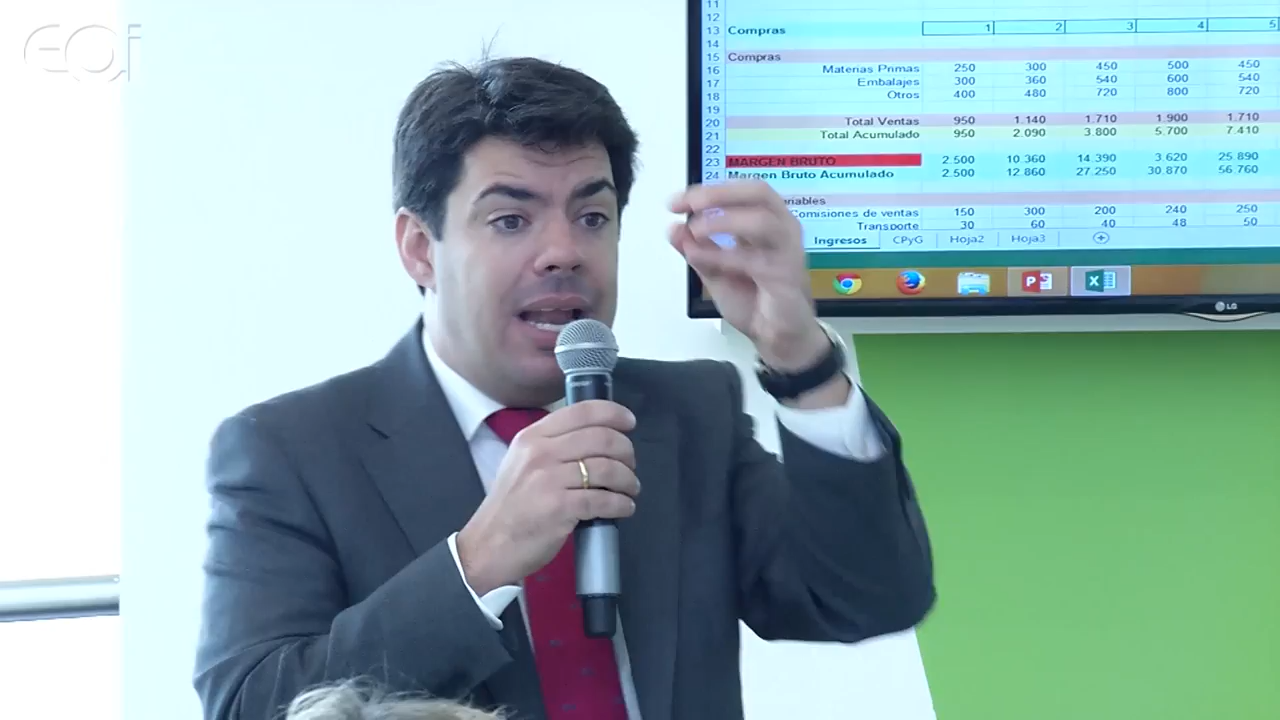 eoi
11
12
13 Compras 1 2 3 4 5
14
15 Compras
16 Materias Primas 250 300 450 500 450
17 Embalajes 300 360 540 600 540
18 Otros 400 480 720 800 720
19
20 Total Ventas 950 1.140 1.710 1.900 1.710
21 Total Acumulado 950 2.090 3.800 5.700 7.410
22
23 MARGEN BRUTO 2.500 10.360 14.390 3.620 25.890
24 Margen Bruto Acumulado 2.500 12.860 27.250 30.870 56.760
Comisiones de ventas 150 300 200 240 250
Transporte 30 60 40 48 50
Ingresos CPyG Hoja2 Hoja3
LG